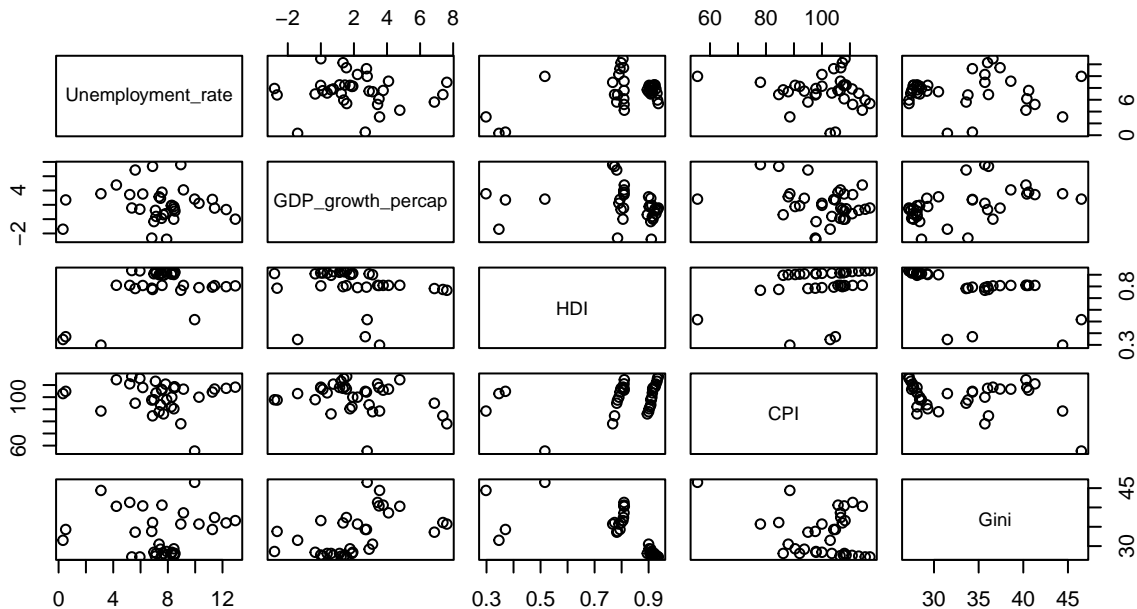 −2 2 4 6 8 60 80 100
Unemployment_rate
0 6
GDP_growth_percap
−2 4
HDI
0.3 0.8
CPI
60 100
Gini
30 45
0 4 8 12 0.3 0.5 0.7 0.9 30 35 40 45